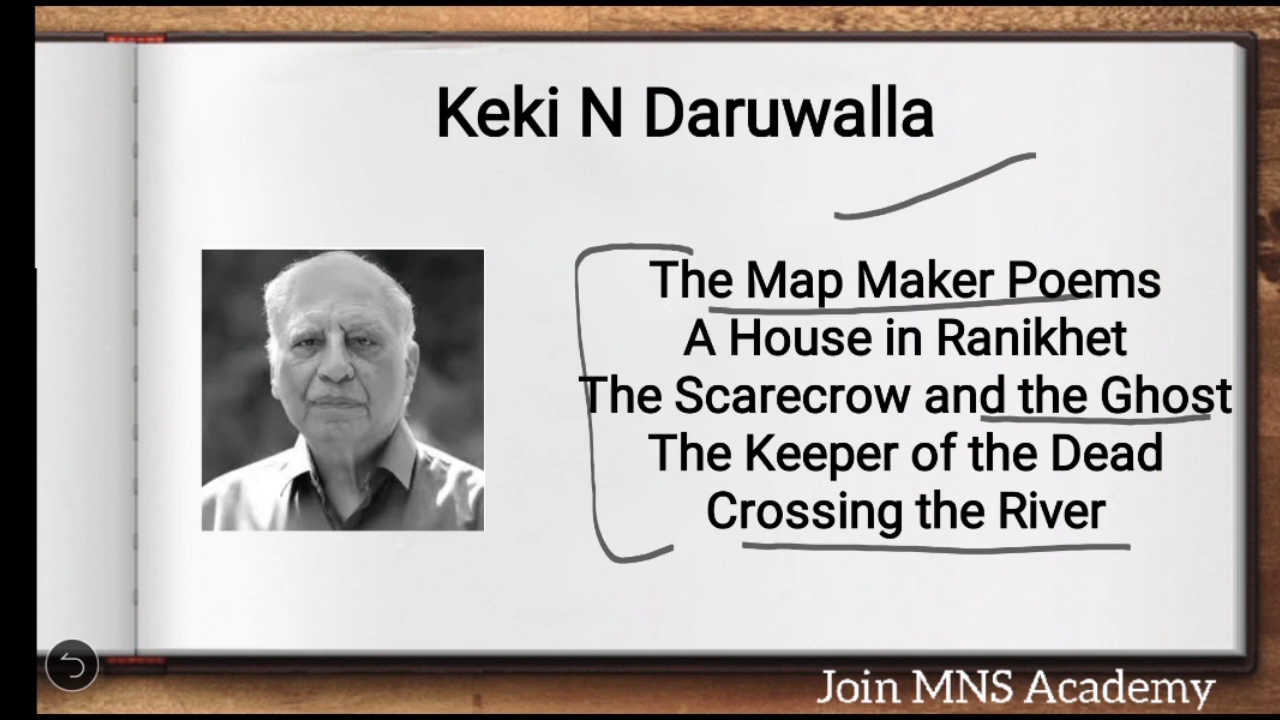 Keki N Daruwalla
The Map Maker Poems
A House in Ranikhet
The Scarecrow and the Ghost
The Keeper of the Dead
Crossing the River
Join MNS Academy